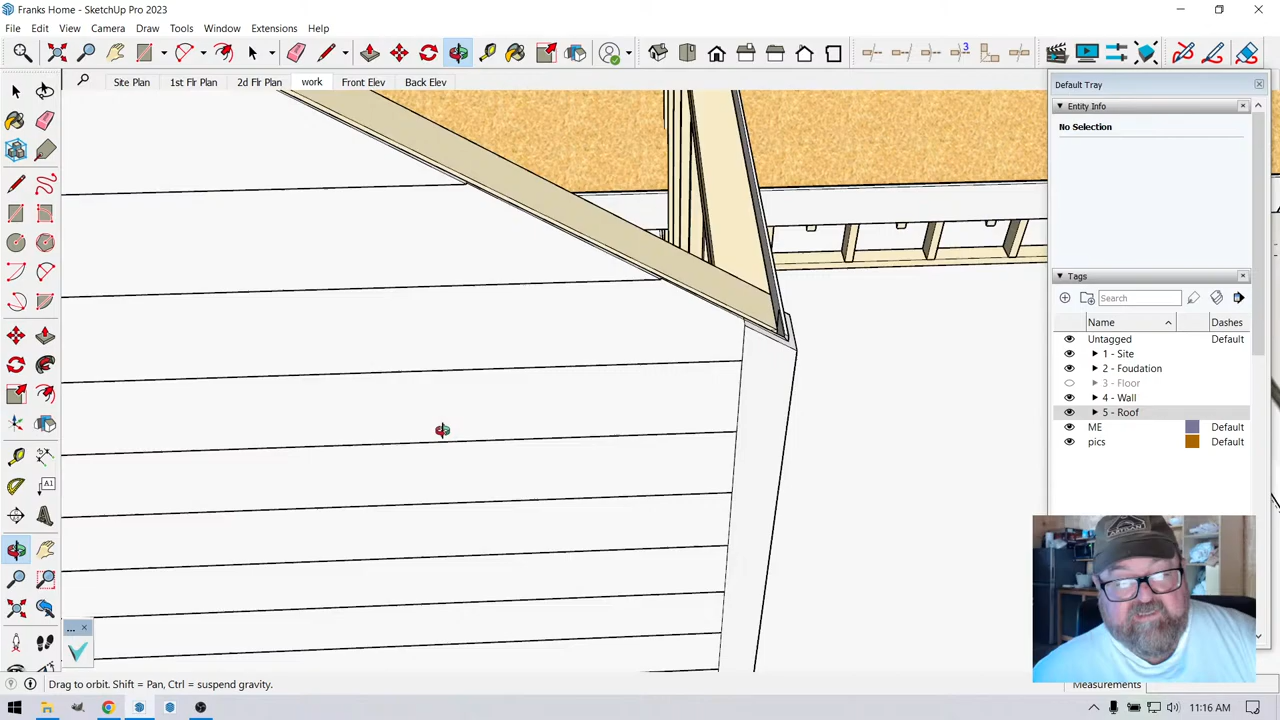 Franks Home - SketchUp Pro 2023
File Edit View Camera Draw Tools Window Extensions Help
3
Site Plan 1st Flr Plan 2d Flr Plan work Front Elev Back Elev
Default Tray
Entity Info
No Selection
Tags
Search
Name Dashes
Untagged Default
1 - Site
2 - Foudation
3 - Floor
4 - Wall
5 - Roof
ME Default
pics Default
A1
ARTISAN
...
Drag to orbit. Shift = Pan, Ctrl = suspend gravity.
Measurements
11:16 AM